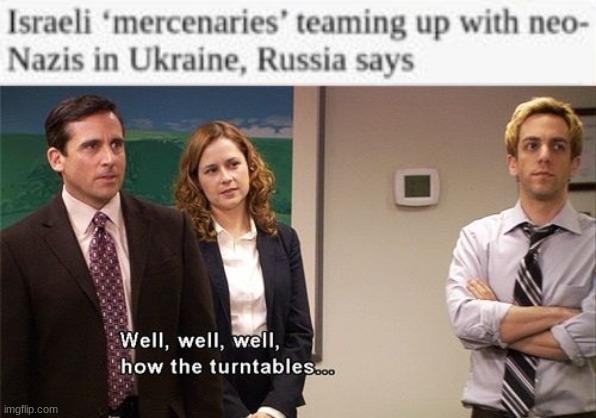 Israeli ‘mercenaries’ teaming up with neo-
Nazis in Ukraine, Russia says
Well, well, well,
how the turntables...
imgflip.com